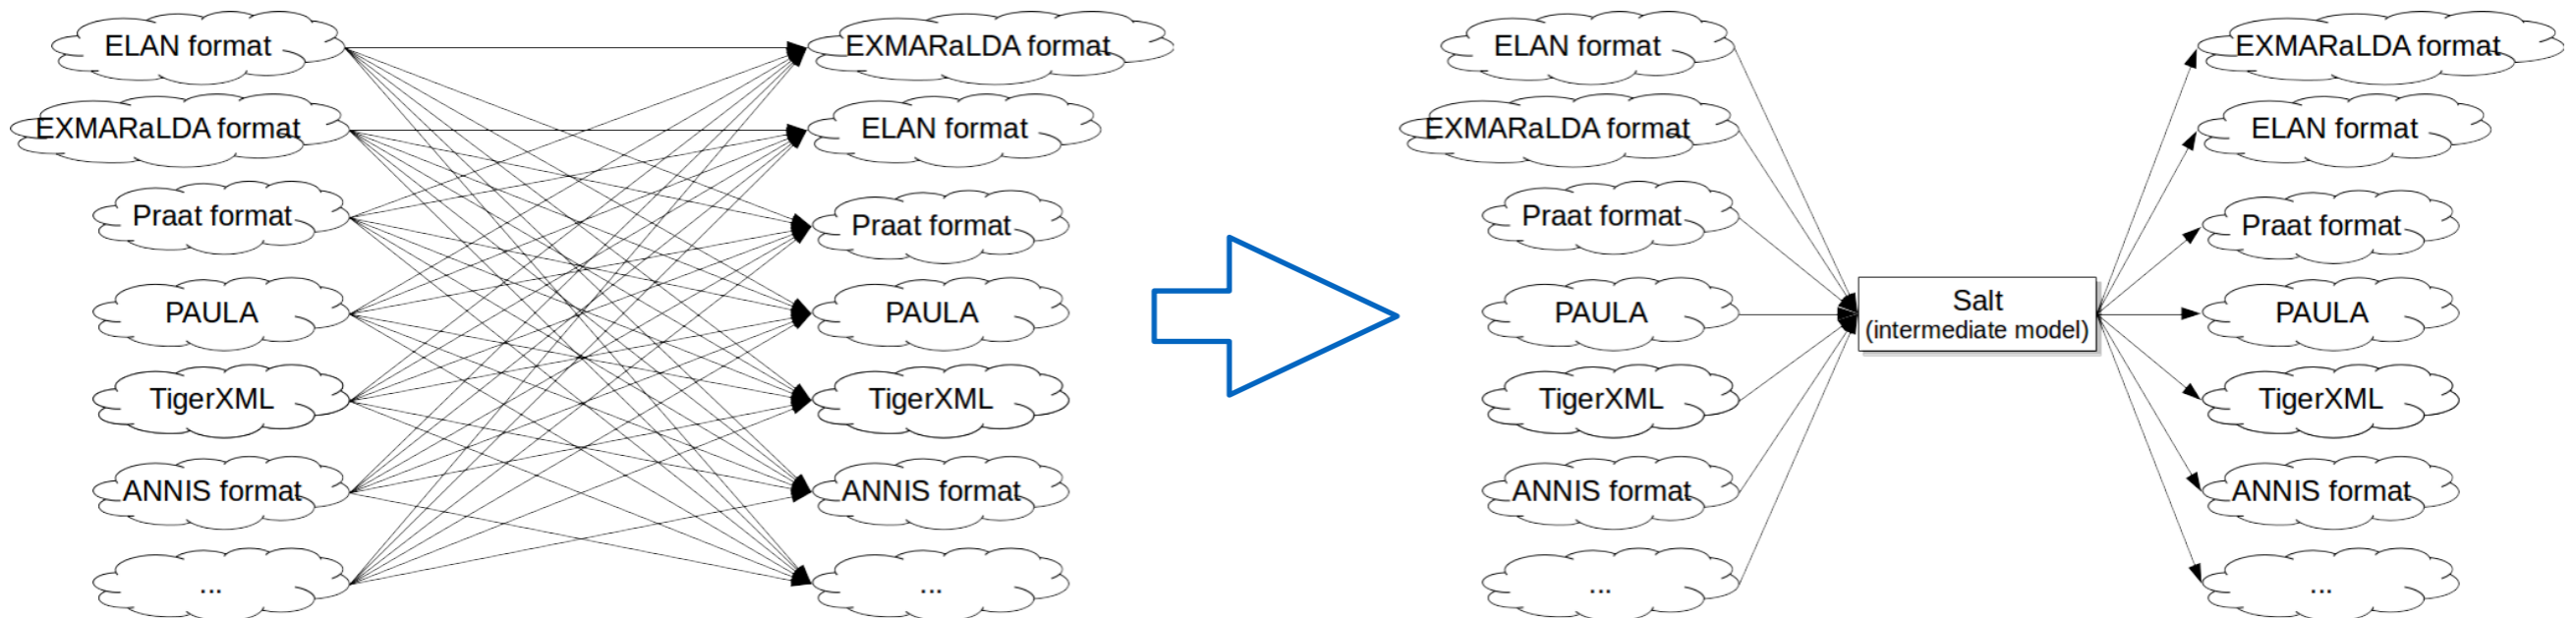 ELAN format
EXMARaLDA format
Praat format
PAULA
TigerXML
ANNIS format
...
EXMARaLDA format
ELAN format
Praat format
PAULA
TigerXML
ANNIS format
...
ELAN format
EXMARaLDA format
Praat format
PAULA
TigerXML
ANNIS format
...
Salt
(intermediate model)
EXMARaLDA format
ELAN format
Praat format
PAULA
TigerXML
ANNIS format
...